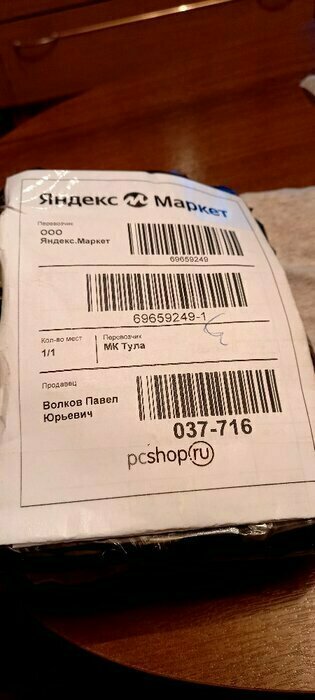 Яндекс Маркет
Перевозчик
ООО
Яндекс.Маркет
69659249
69659249-1
Кол-во мест
1/1
Перевозчик
МК Тула
Продавец
Волков Павел
Юрьевич
037-716
pcshop.ru